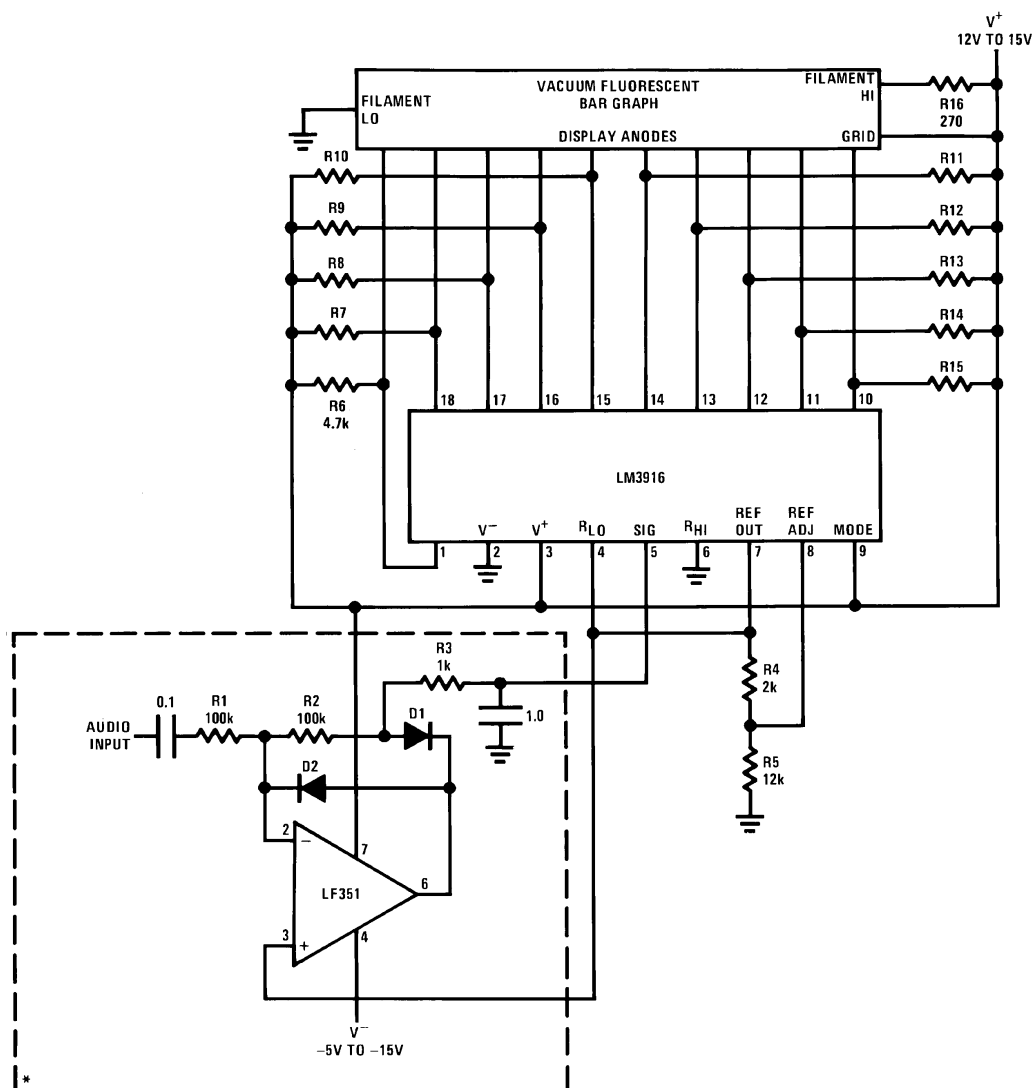 V+
12V TO 15V
VACUUM FLUORESCENT
BAR GRAPH
FILAMENT
HI
FILAMENT
LO
R16
270
DISPLAY ANODES
GRID
R10
R11
R9
R12
R8
R13
R7
R14
R6
4.7k
R15
18 17 16 15 14 13 12 11 10
LM3916
V− V+ RLO SIG RHI REF OUT REF ADJ MODE
1 2 3 4 5 6 7 8 9
R3
1k
R4
2k
0.1
R1
100k
R2
100k
D1
1.0
AUDIO
INPUT
D2
R5
12k
2
−
7
LF351
6
3
+
4
V−
–5V TO –15V
*